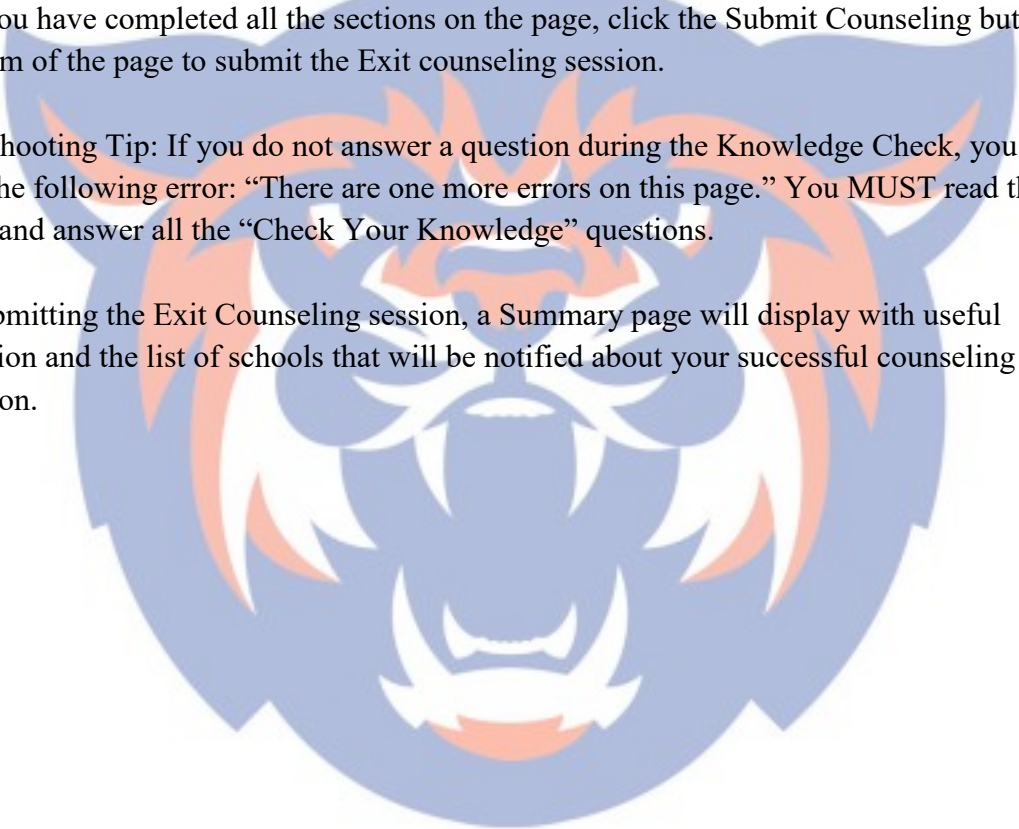 ou have completed all the sections on the page, click the Submit Counseling but
m of the page to submit the Exit counseling session.
hooting Tip: If you do not answer a question during the Knowledge Check, you
he following error: “There are one more errors on this page.” You MUST read th
and answer all the “Check Your Knowledge” questions.
bmitting the Exit Counseling session, a Summary page will display with useful
ion and the list of schools that will be notified about your successful counseling
on.